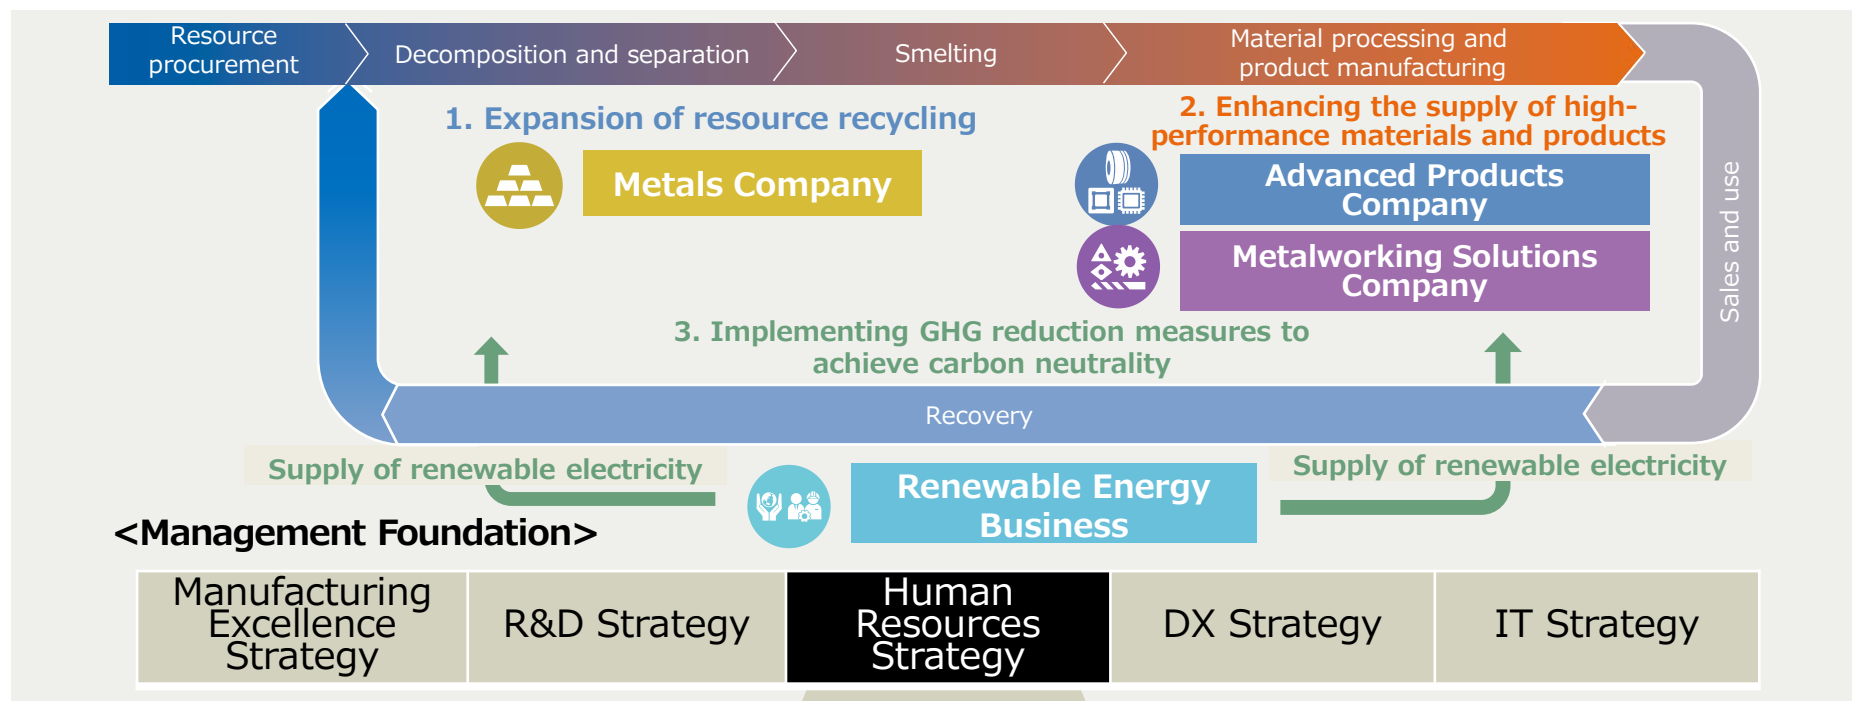 Resource
procurement
Decomposition and separation
Smelting
Material processing and
product manufacturing
1. Expansion of resource recycling
Metals Company
2. Enhancing the supply of high-
performance materials and products
Advanced Products
Company
Metalworking Solutions
Company
Sales and use
3. Implementing GHG reduction measures to
achieve carbon neutrality
Recovery
Supply of renewable electricity
Renewable Energy
Business
Supply of renewable electricity
<Management Foundation>
Manufacturing
Excellence
Strategy
R&D Strategy
Human
Resources
Strategy
DX Strategy
IT Strategy